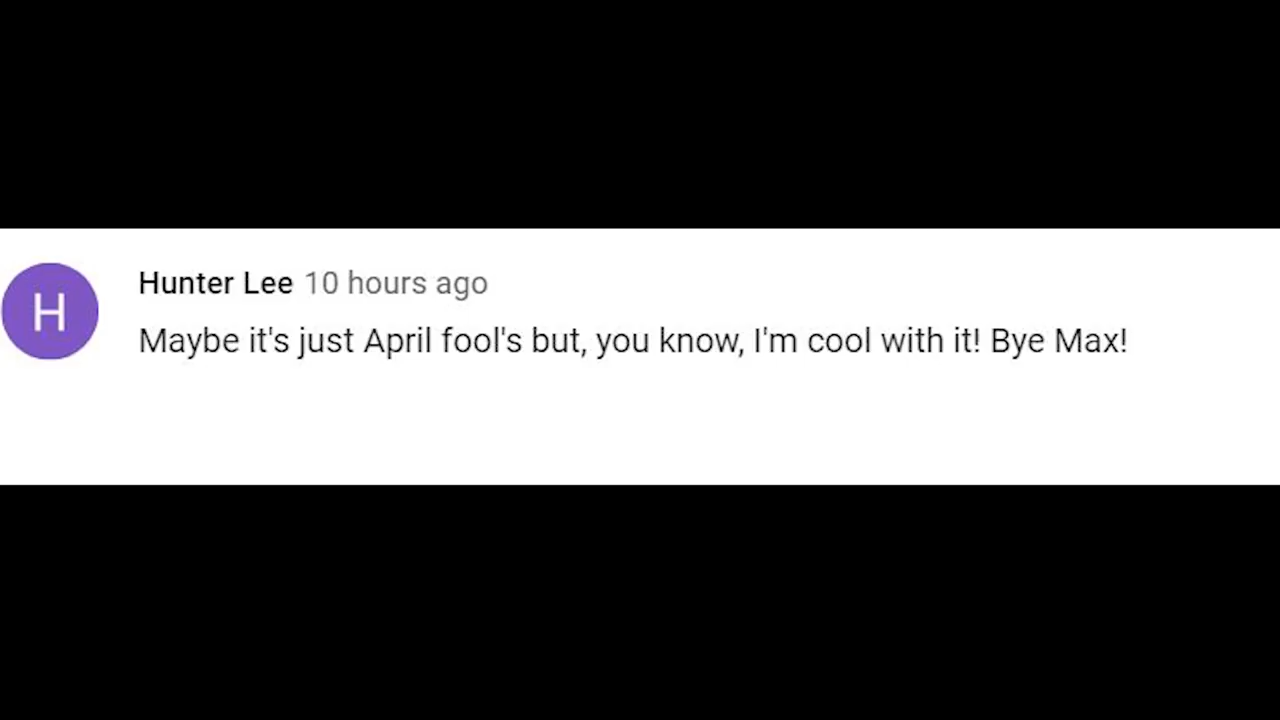 H
Hunter Lee 10 hours ago
Maybe it's just April fool's but, you know, I'm cool with it! Bye Max!